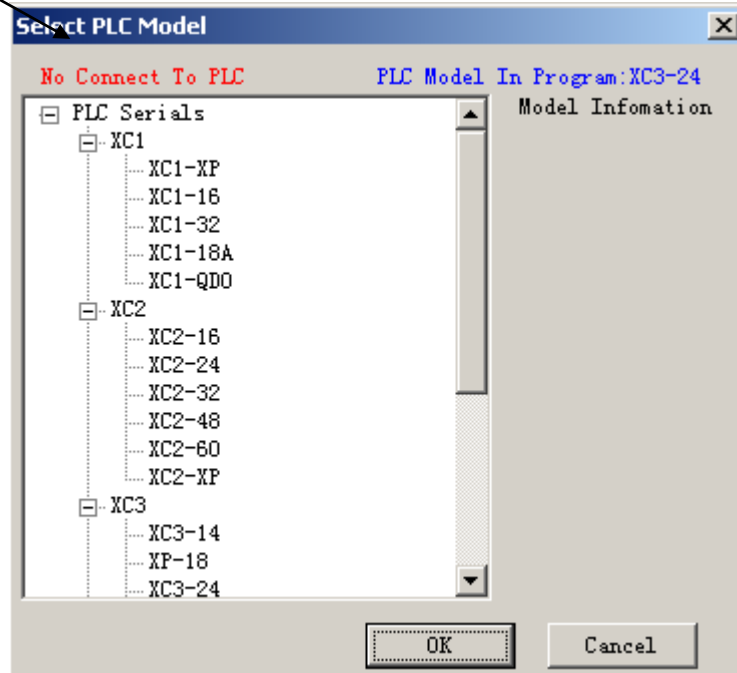 Select PLC Model
No Connect To PLC PLC Model In Program:XC3-24
Model Infomation
PLC Serials
XC1
XC1-XP
XC1-16
XC1-32
XC1-18A
XC1-QDO
XC2
XC2-16
XC2-24
XC2-32
XC2-48
XC2-60
XC2-XP
XC3
XC3-14
XP-18
XC3-24
OK Cancel